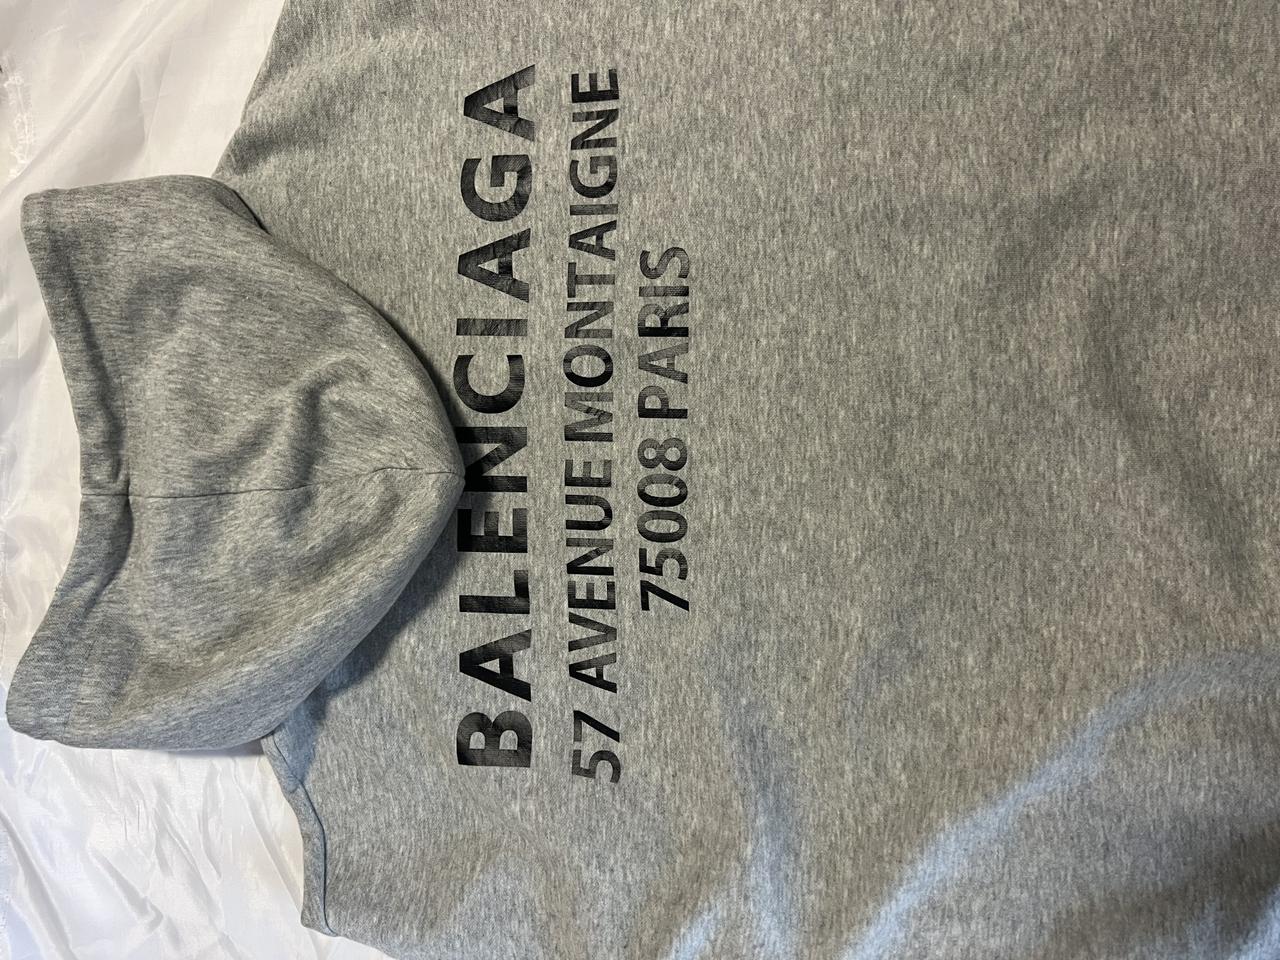 BALENCIAGA
57 AVENUE MONTAIGNE
75008 PARIS